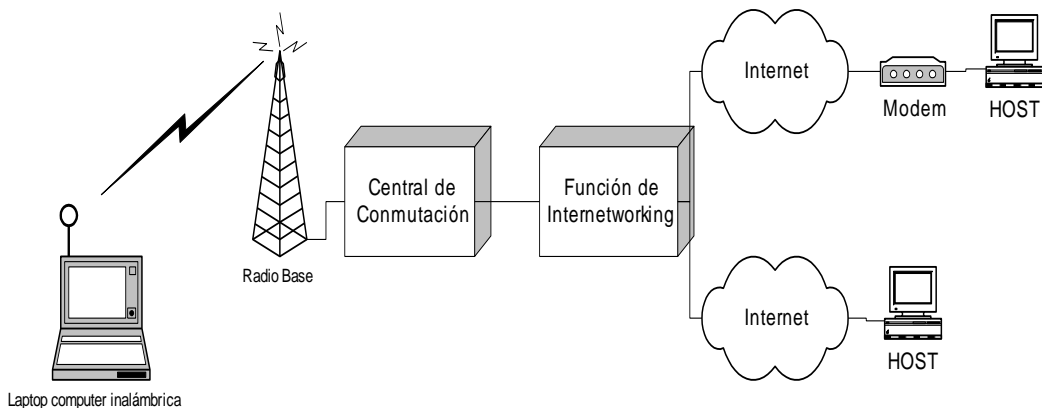 Internet
Modem
HOST
Central de
Conmutación
Función de
Internetworking
Radio Base
Internet
HOST
Laptop computer inalámbrica